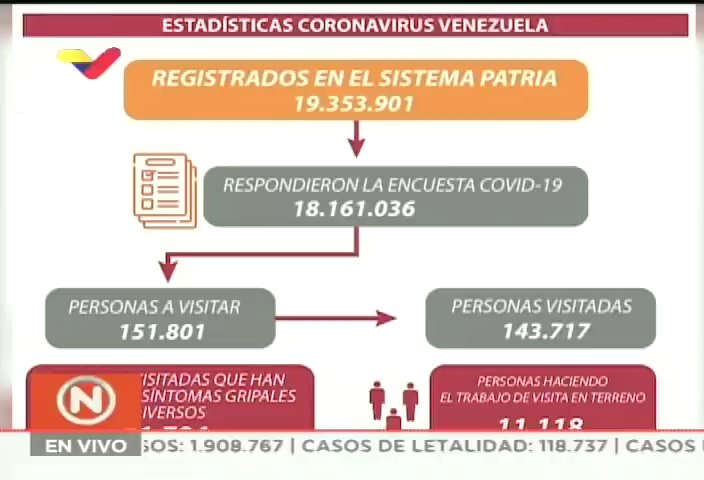 ESTADÍSTICAS CORONAVIRUS VENEZUELA
REGISTRADOS EN EL SISTEMA PATRIA
19.353.901
RESPONDIERON LA ENCUESTA COVID-19
18.161.036
PERSONAS A VISITAR
151.801
PERSONAS VISITADAS
143.717
ISITADAS QUE HAN
SÍNTOMAS GRIPALES
IVERSOS
PERSONAS HACIENDO
EL TRABAJO DE VISITA EN TERRENO
11.118
N
EN VIVO
SOS: 1.908.767 | CASOS DE LETALIDAD: 118.737 | CASOS